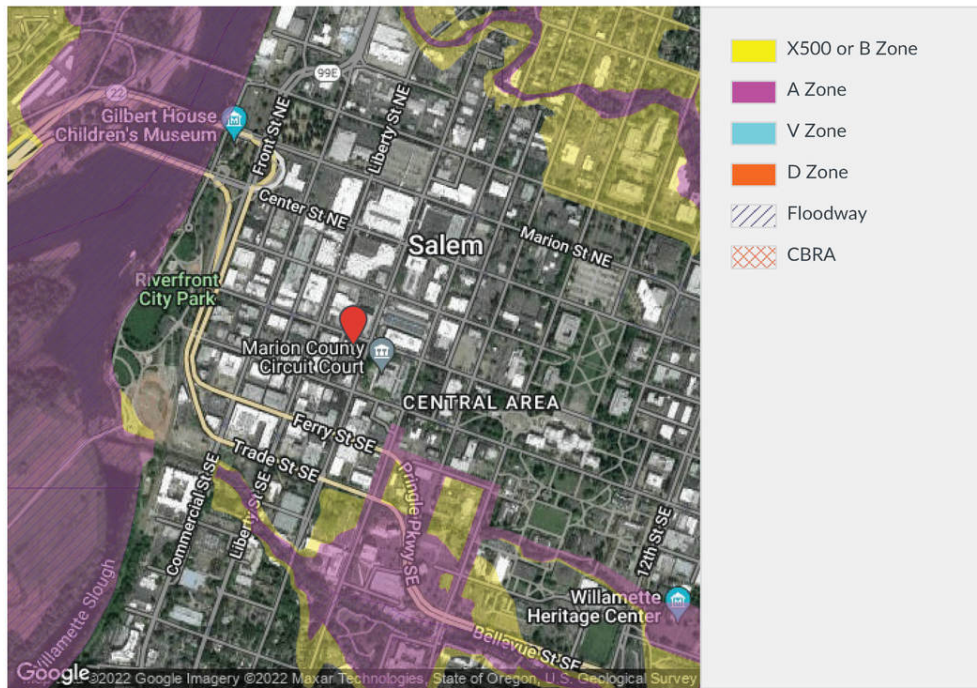 22
99E
Gilbert House
Children's Museum
Front St NE
Liberty St NE
Center St NE
Salem
Marion St NE
Riverfront
City Park
Marion County
Circuit Court
CENTRAL AREA
Ferry St SE
Trade St SE
Commercial St SE
Liberty St SE
Pringle Pkwy SE
12th St SE
Willamette
Heritage Center
Bellevue St SE
Willamette Slough
Google
©2022 Google Imagery ©2022 Maxar Technologies, State of Oregon, U.S. Geological Survey
X500 or B Zone
A Zone
V Zone
D Zone
Floodway
CBRA